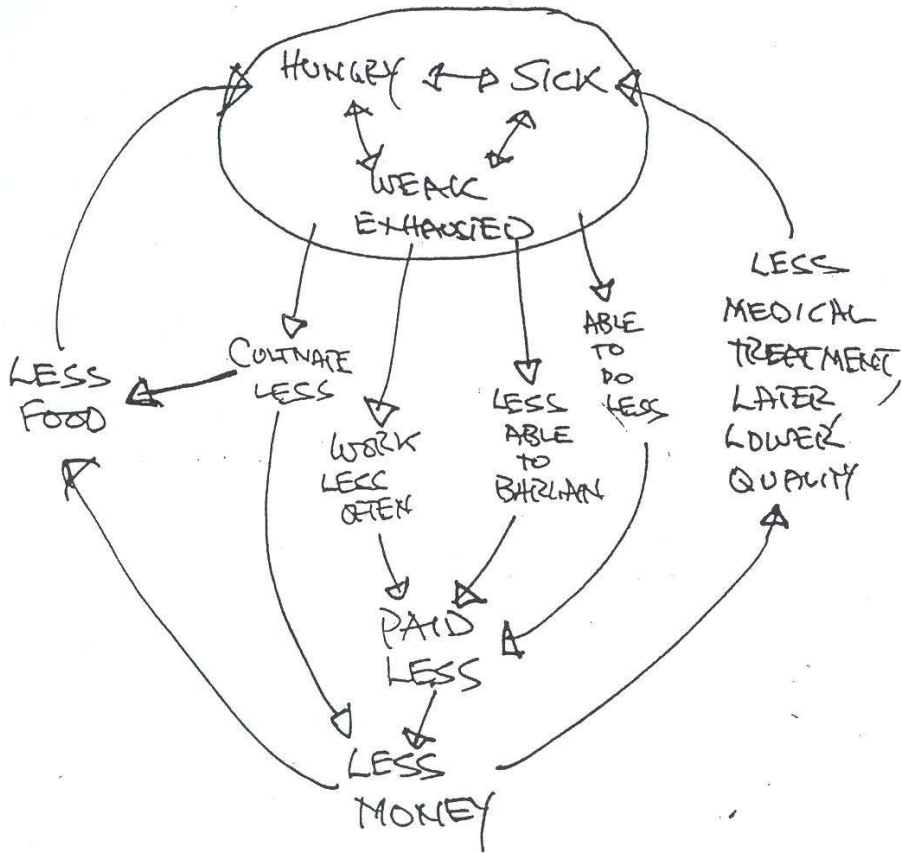 HUNGRY
SICK
WEAK
EXHAUSTED
LESS
FOOD
CULTIVATE
LESS
WORK
LESS
OFTEN
LESS
ABLE
TO
BARGAIN
ABLE
TO
DO
LESS
LESS
MEDICAL
TREATMENT,
LATER,
LOWER
QUALITY
PAID
LESS
LESS
MONEY